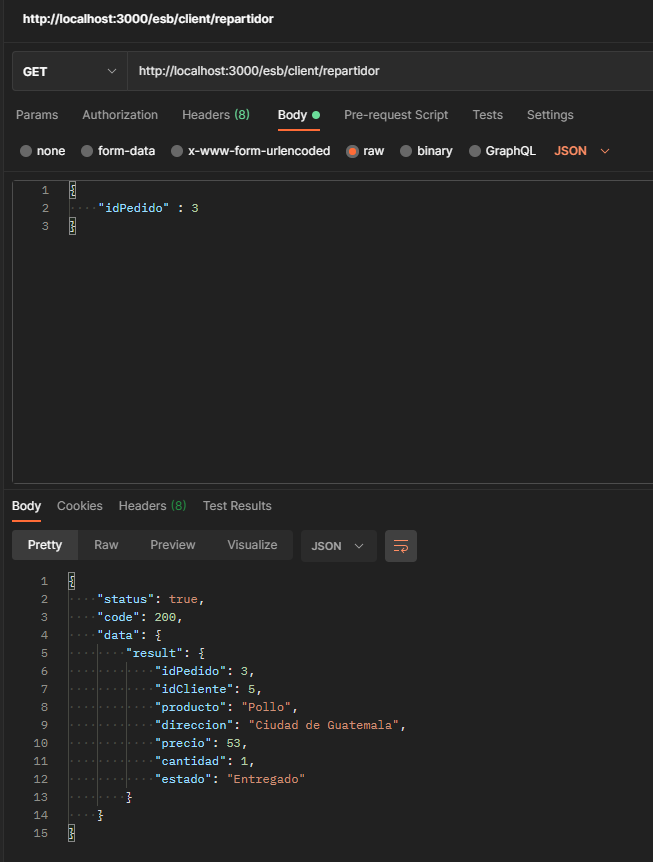 http://localhost:3000/esb/client/repartidor
GET http://localhost:3000/esb/client/repartidor
Params Authorization Headers (8) Body Pre-request Script Tests Settings
none form-data x-www-form-urlencoded raw binary GraphQL JSON
1 {
2 "idPedido" : 3
3 }
Body Cookies Headers (8) Test Results
Pretty Raw Preview Visualize JSON
1 {
2 "status": true,
3 "code": 200,
4 "data": {
5 "result": {
6 "idPedido": 3,
7 "idCliente": 5,
8 "producto": "Pollo",
9 "direccion": "Ciudad de Guatemala",
10 "precio": 53,
11 "cantidad": 1,
12 "estado": "Entregado"
13 }
14 }
15 }